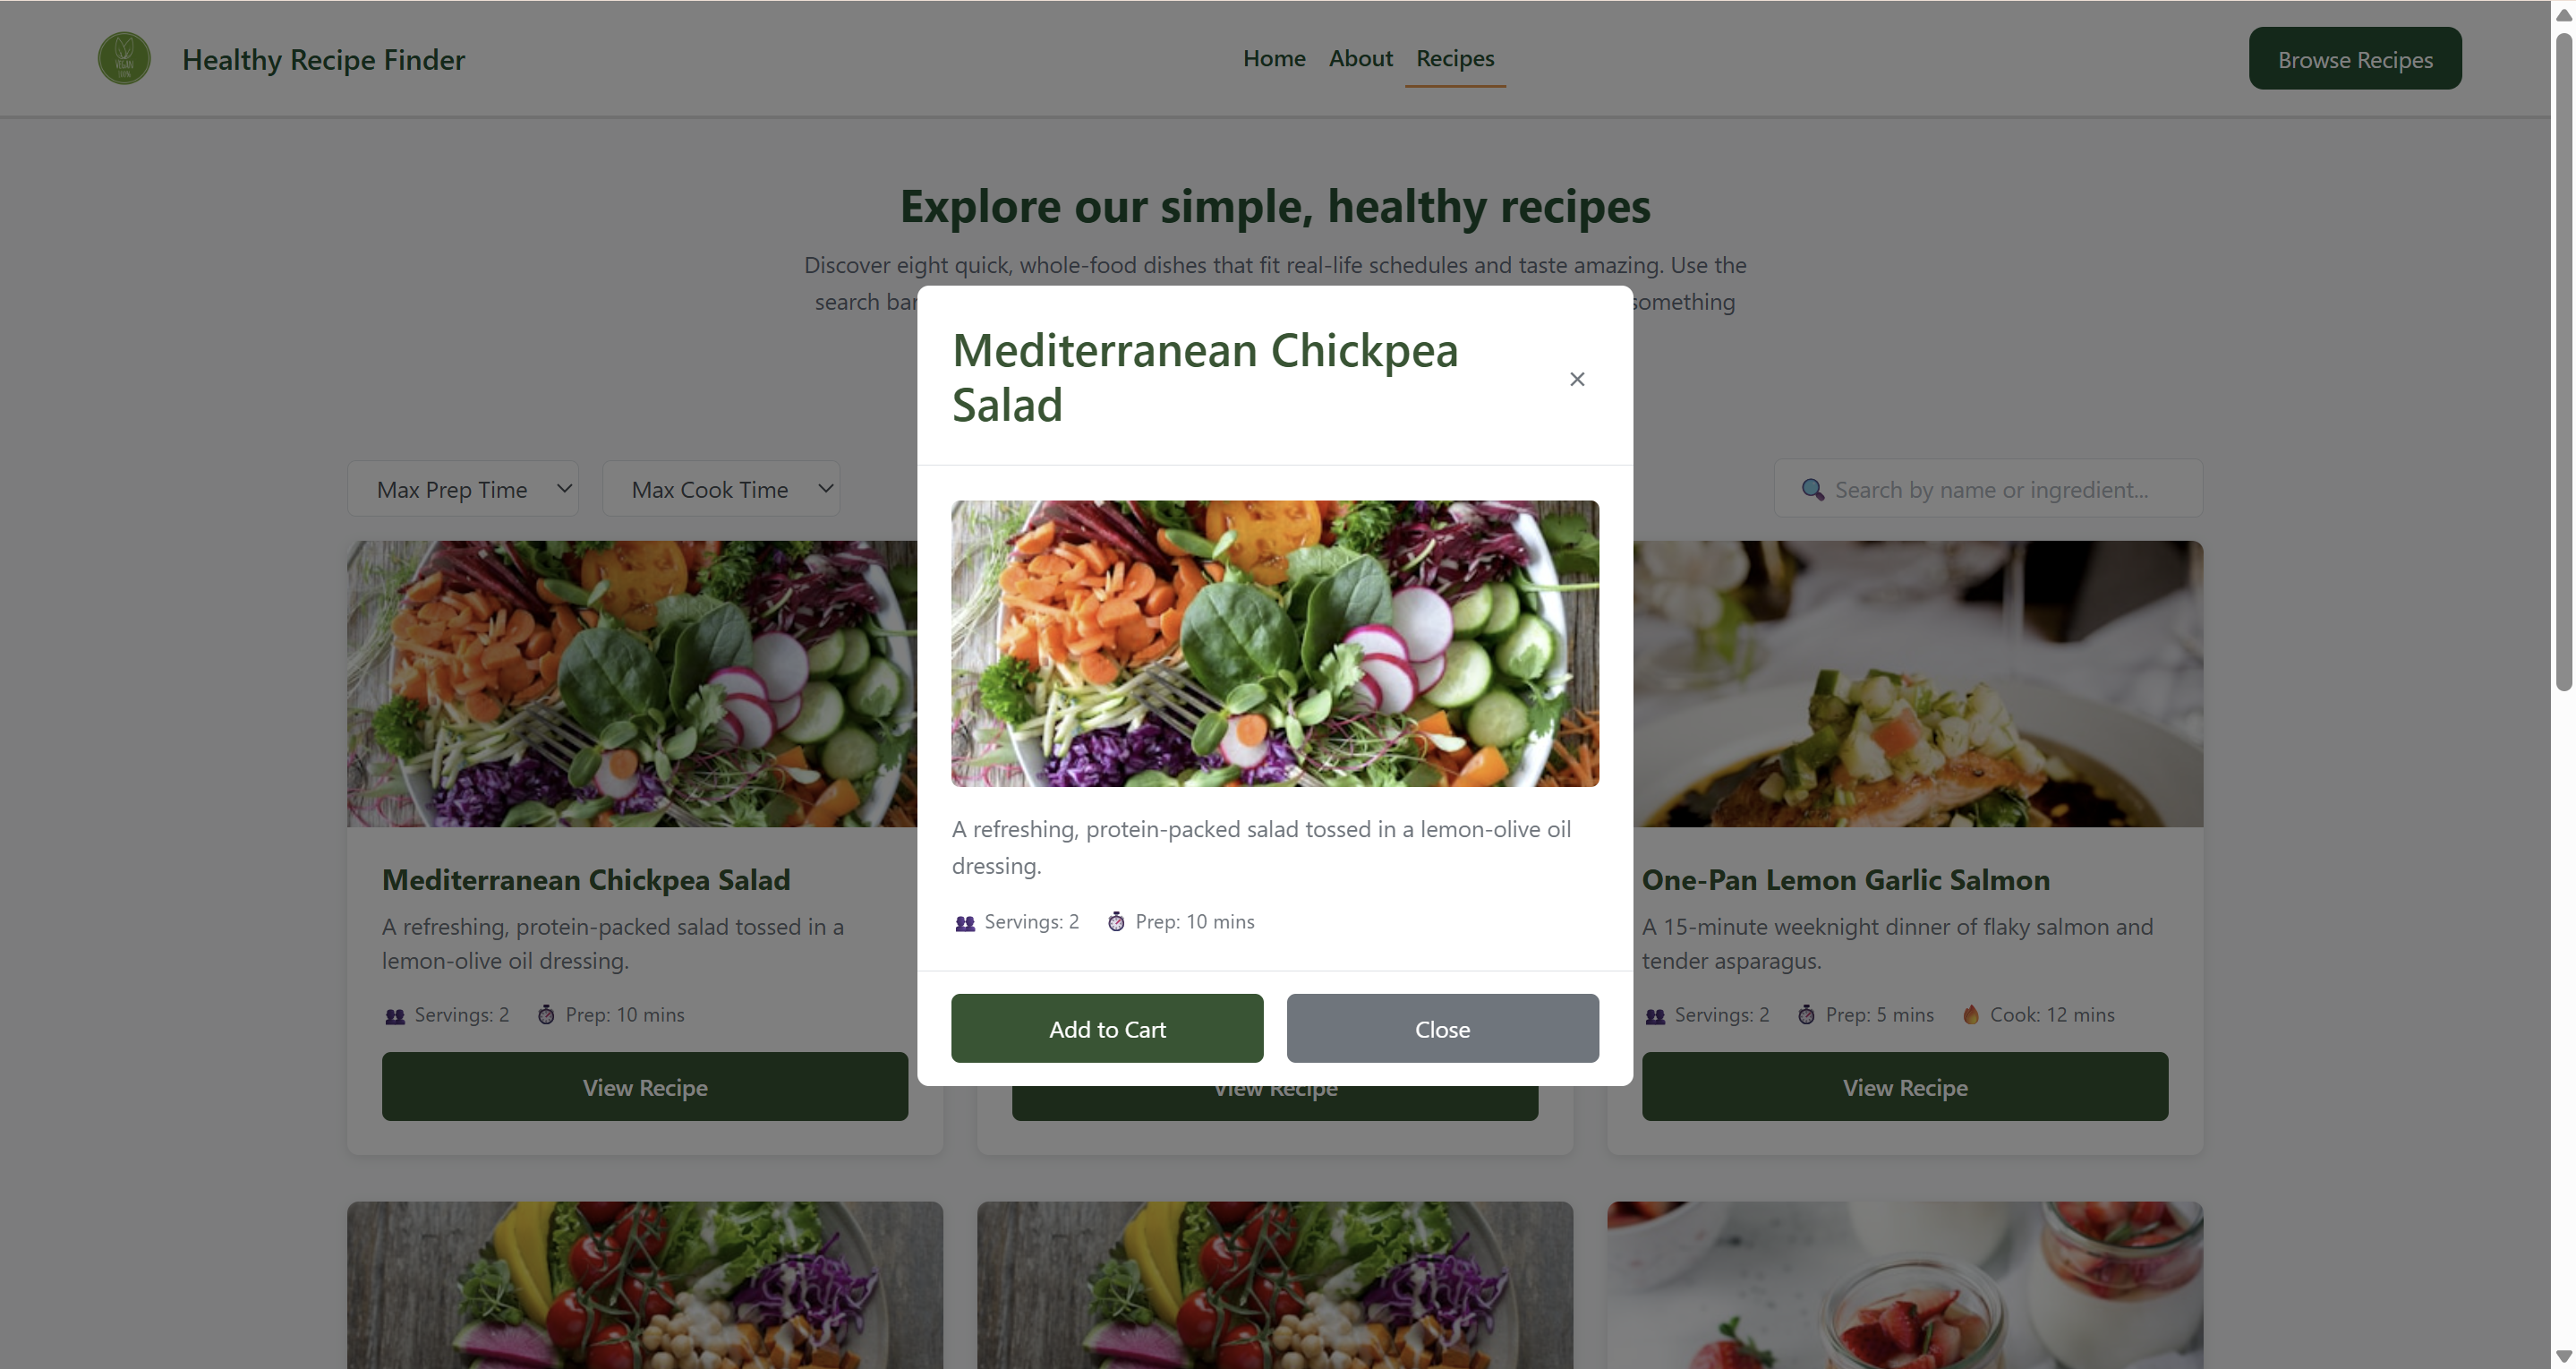 VEGAN
Healthy Recipe Finder
Home
About
Recipes
Browse Recipes
Explore our simple, healthy recipes
Discover eight quick, whole-food dishes that fit real-life schedules and taste amazing. Use the
search bar
something
Mediterranean Chickpea
Salad
×
Max Prep Time
Max Cook Time
Search by name or ingredient...
A refreshing, protein-packed salad tossed in a lemon-olive oil
dressing.
Servings: 2
Prep: 10 mins
Add to Cart
Close
Mediterranean Chickpea Salad
A refreshing, protein-packed salad tossed in a
lemon-olive oil dressing.
Servings: 2
Prep: 10 mins
View Recipe
View Recipe
One-Pan Lemon Garlic Salmon
A 15-minute weeknight dinner of flaky salmon and
tender asparagus.
Servings: 2
Prep: 5 mins
Cook: 12 mins
View Recipe